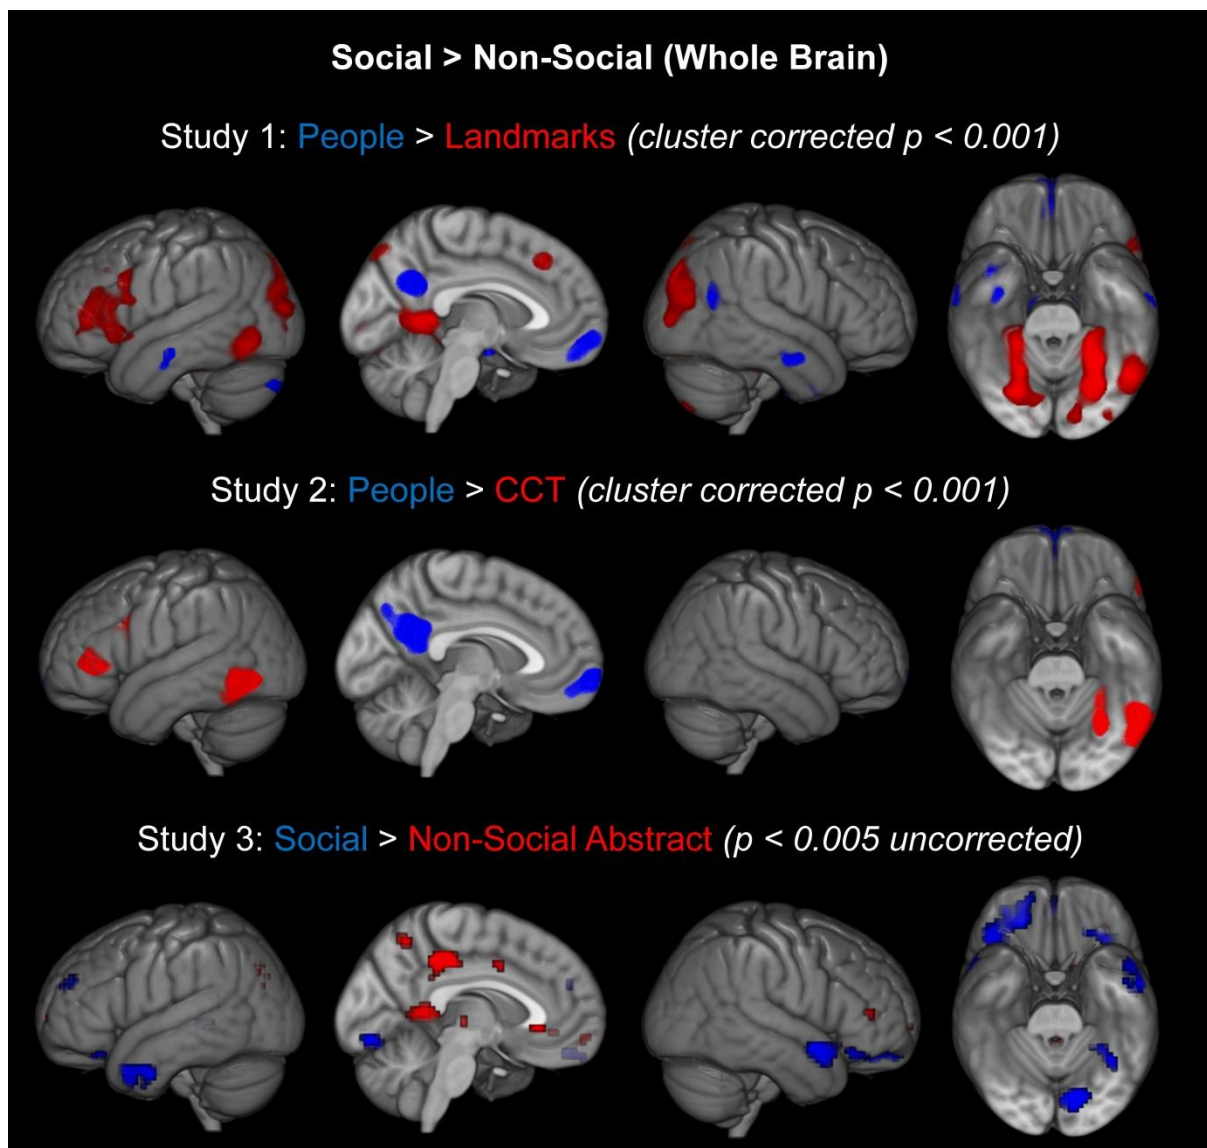 Social > Non-Social (Whole Brain)
Study 1: People > Landmarks (cluster corrected p < 0.001)
Study 2: People > CCT (cluster corrected p < 0.001)
Study 3: Social > Non-Social Abstract (p < 0.005 uncorrected)